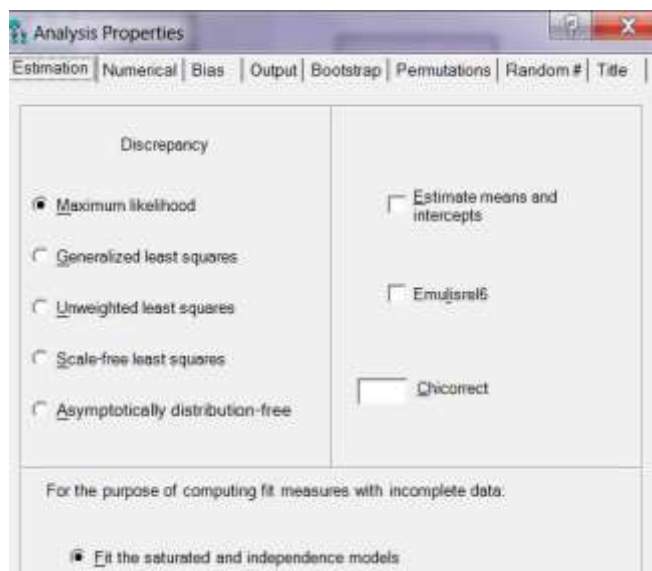 Analysis Properties
Estimation Numerical Bias Output Bootstrap Permutations Random # Title
Discrepancy
Maximum likelihood
Generalized least squares
Unweighted least squares
Scale-free least squares
Asymptotically distribution-free
Estimate means and
intercepts
Emulisrel6
Chicorrect
For the purpose of computing fit measures with incomplete data:
Fit the saturated and independence models